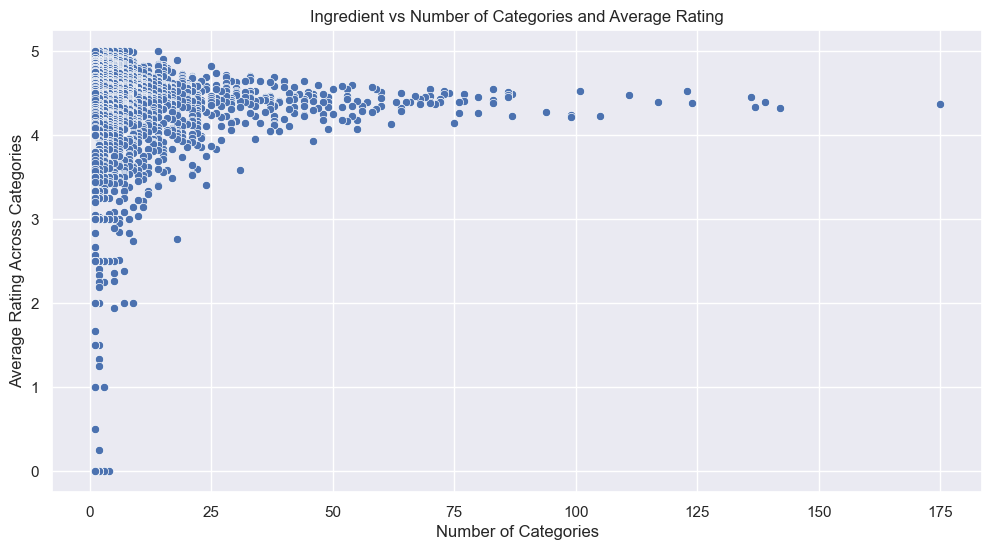 Ingredient vs Number of Categories and Average Rating
Average Rating Across Categories
5
4
3
2
1
0
0 25 50 75 100 125 150 175
Number of Categories